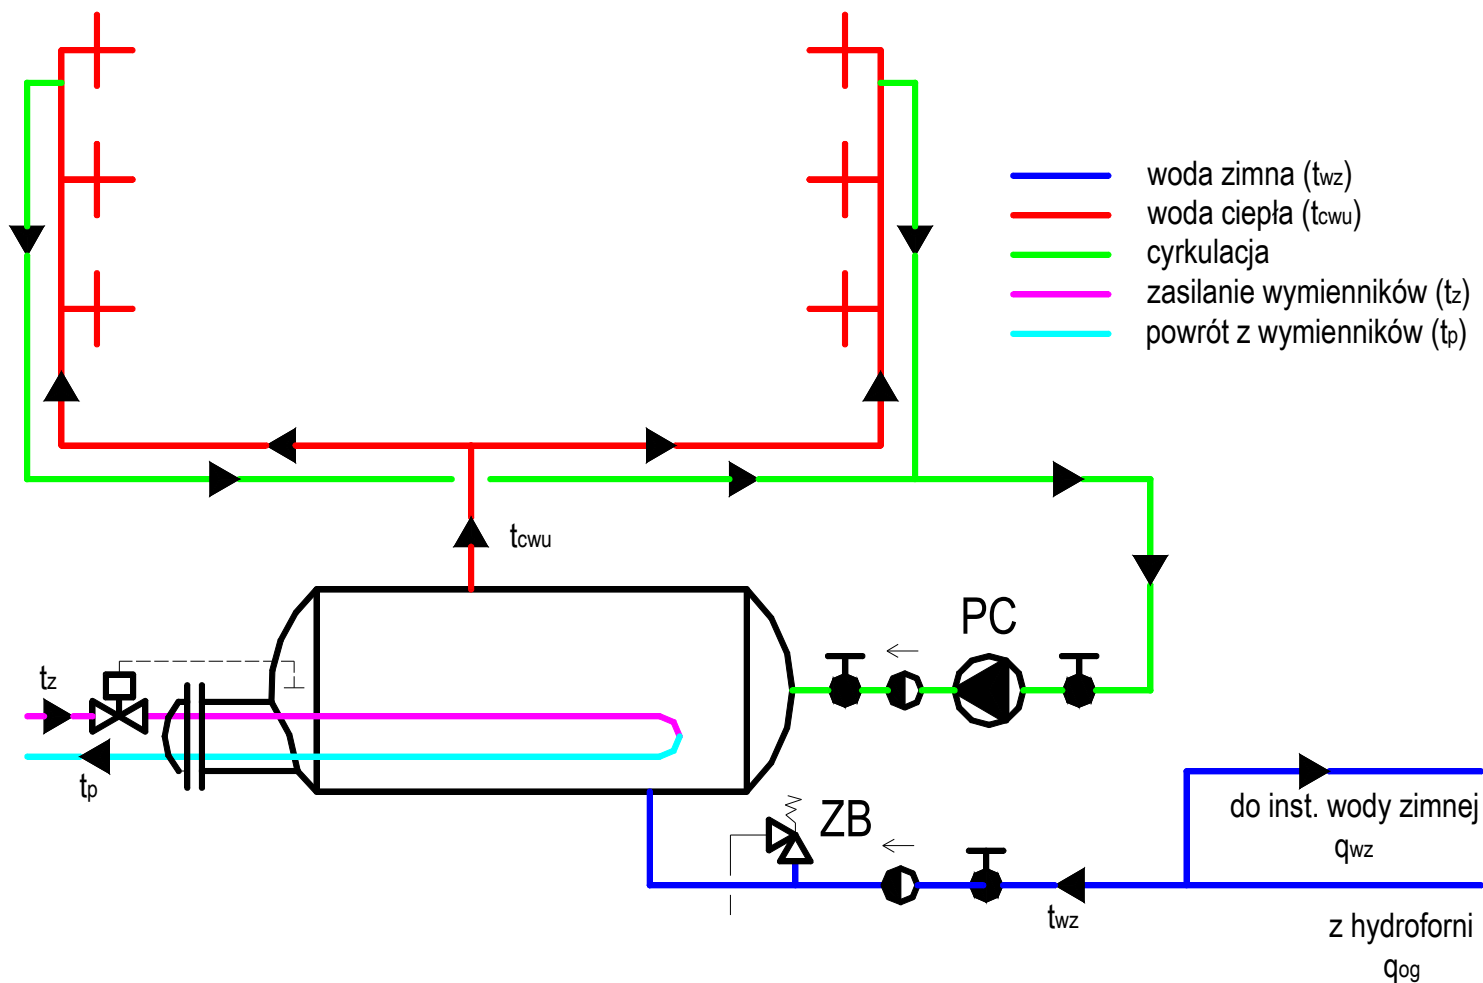 woda zimna (twz)
woda ciepła (tcwu)
cyrkulacja
zasilanie wymienników (tz)
powrót z wymienników (tp)
tcwu
PC
tz
tp
ZB
do inst. wody zimnej
qwz
twz
z hydroforni
qog